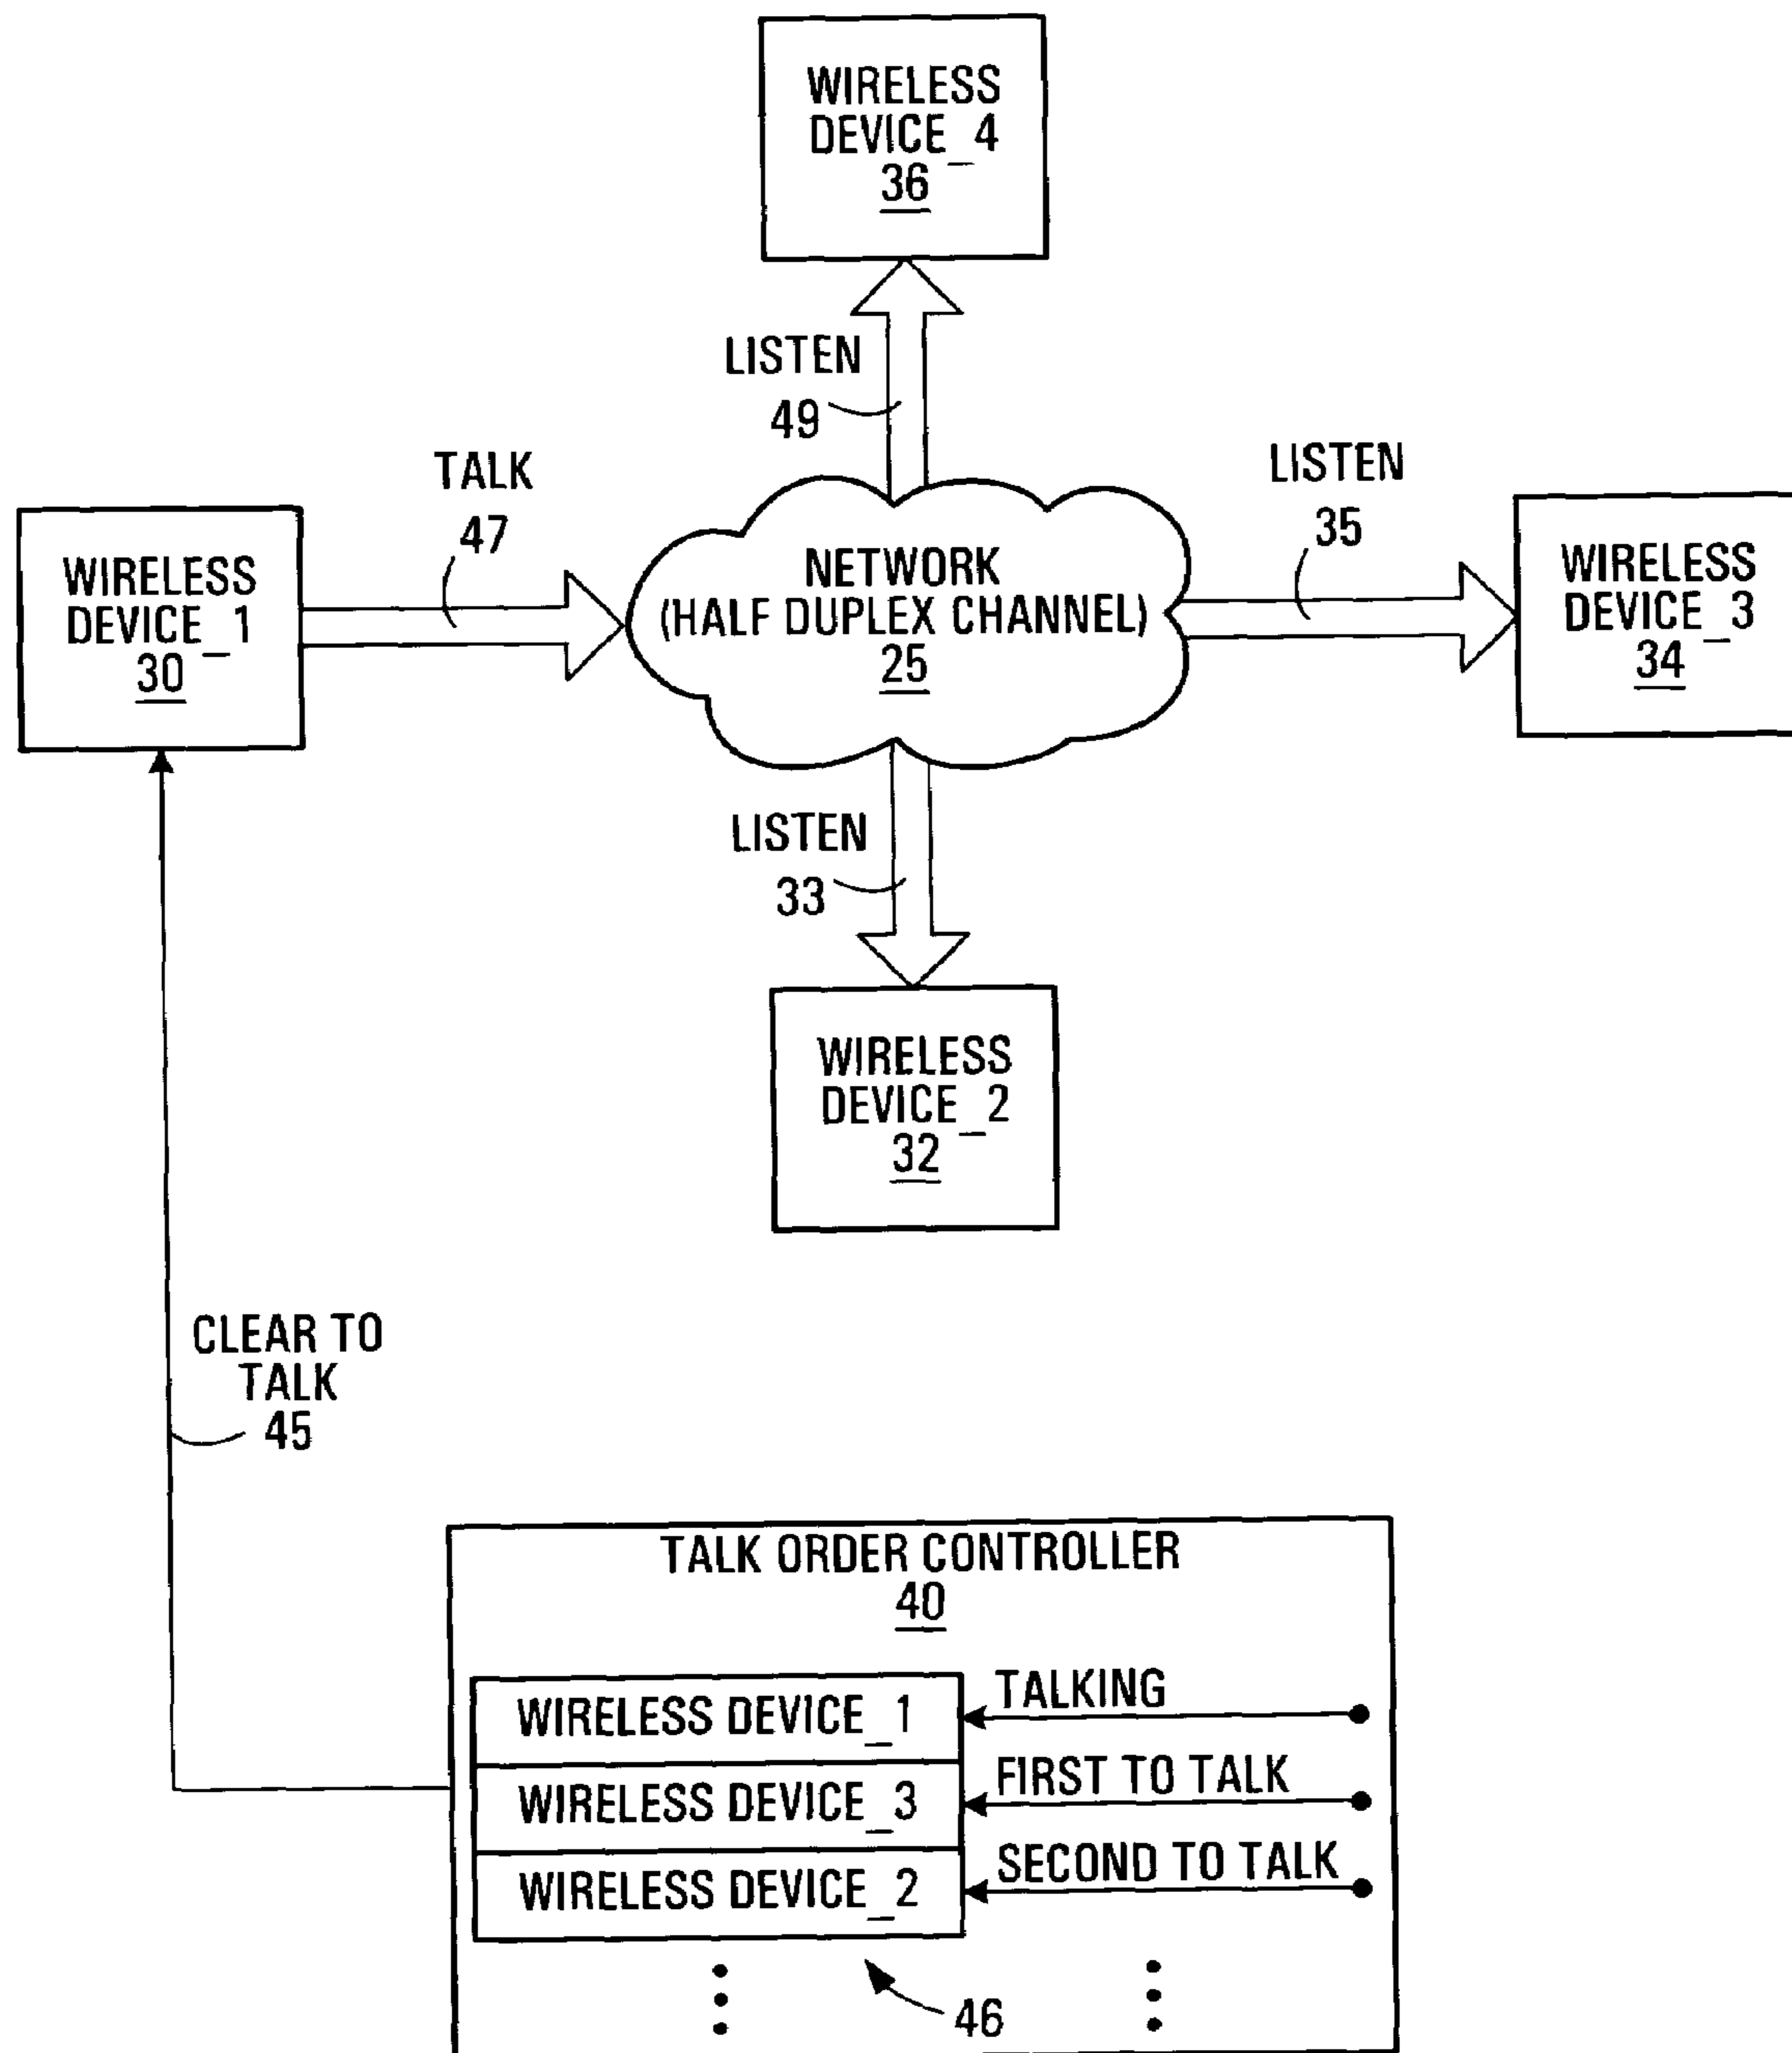 WIRELESS
DEVICE_4
36
LISTEN
49
TALK
47
LISTEN
35
WIRELESS
DEVICE_1
30
NETWORK
(HALF DUPLEX CHANNEL)
25
WIRELESS
DEVICE_3
34
LISTEN
33
WIRELESS
DEVICE_2
32
CLEAR TO
TALK
45
TALK ORDER CONTROLLER
40
WIRELESS DEVICE_1
TALKING
WIRELESS DEVICE_3
FIRST TO TALK
WIRELESS DEVICE_2
SECOND TO TALK
46